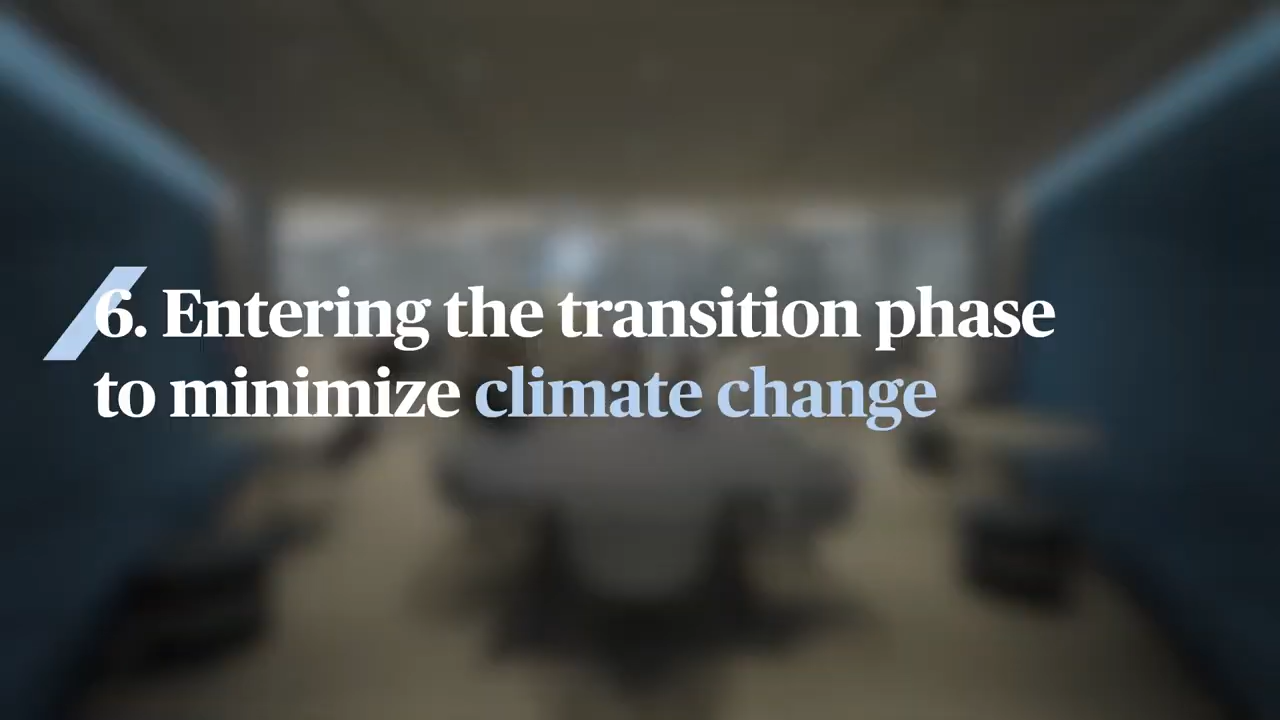 6. Entering the transition phase
to minimize climate change